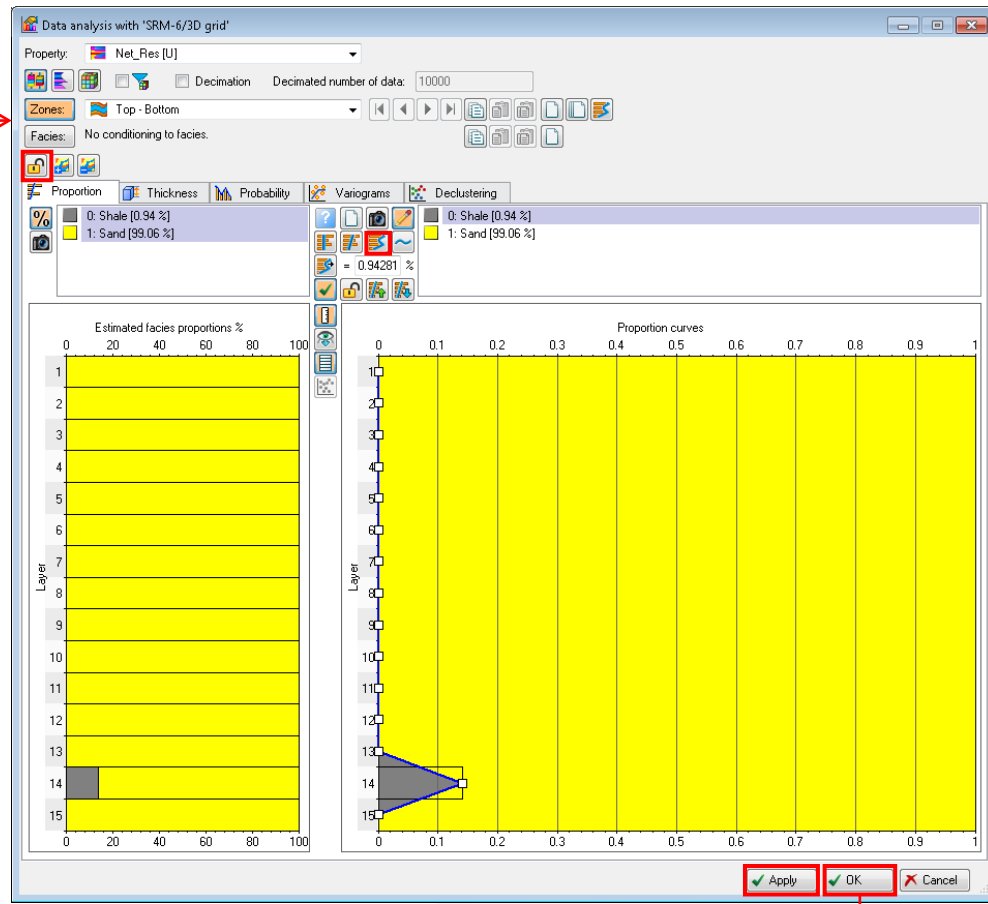 Data analysis with 'SRM-6/3D grid'
Property: Net_Res [U]
Decimation Decimated number of data: 10000
Zones: Top - Bottom
Facies: No conditioning to facies.
Proportion Thickness Probability Variograms Declustering
% 0: Shale [0.94 %] ? 0: Shale [0.94 %]
1: Sand [99.06 %] 1: Sand [99.06 %]
= 0.94281 %
Estimated facies proportions % Proportion curves
0 20 40 60 80 100 0 0.1 0.2 0.3 0.4 0.5 0.6 0.7 0.8 0.9 1
1 1
2 2
3 3
4 4
5 5
6 6
7 7
Layer Layer
8 8
9 9
10 10
11 11
12 12
13 13
14 14
15 15
0 20 40 60 80 100 0 0.1 0.2 0.3 0.4 0.5 0.6 0.7 0.8 0.9 1
Apply OK Cancel